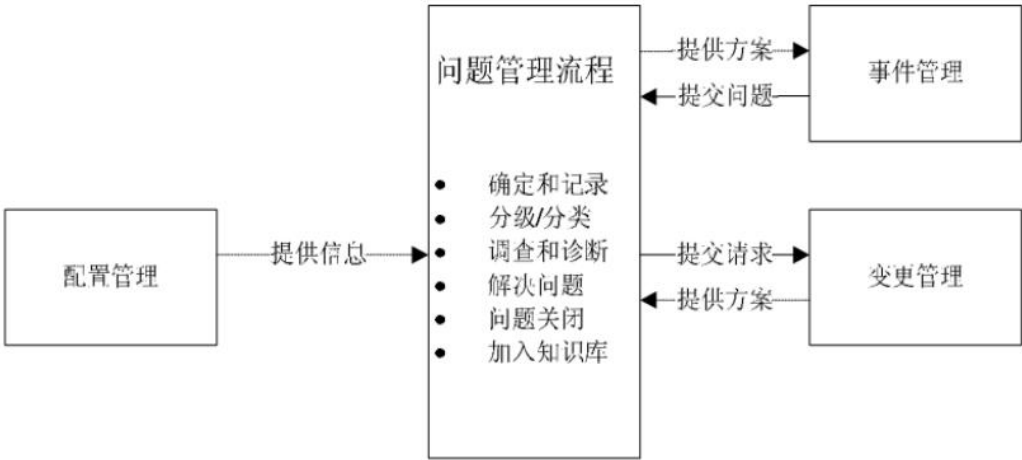 问题管理流程
确定和记录
分级/分类
调查和诊断
解决问题
问题关闭
加入知识库
配置管理
提供信息
提供方案
提交问题
事件管理
提交请求
提供方案
变更管理